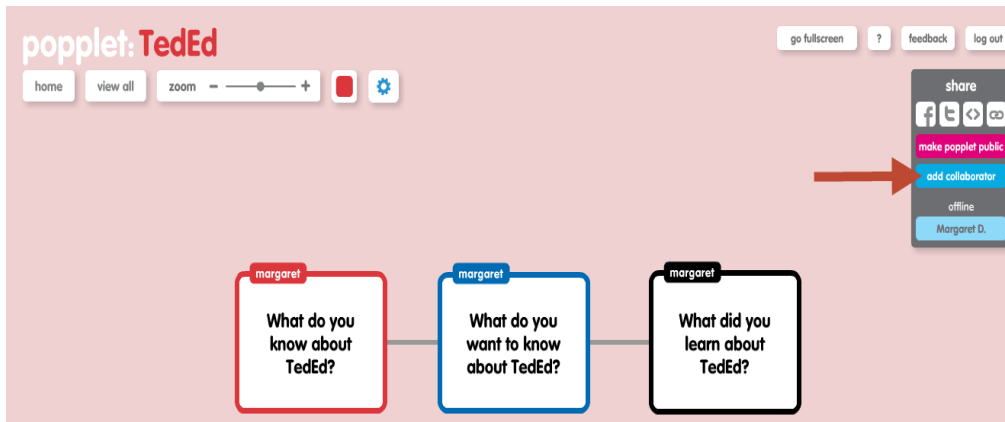 popplet: TedEd
go fullscreen
?
feedback
log out
home
view all
zoom - +
share
make popplet public
add collaborator
offline
Margaret D.
margaret
What do you
know about
TedEd?
margaret
What do you
want to know
about TedEd?
margaret
What did you
learn about
TedEd?